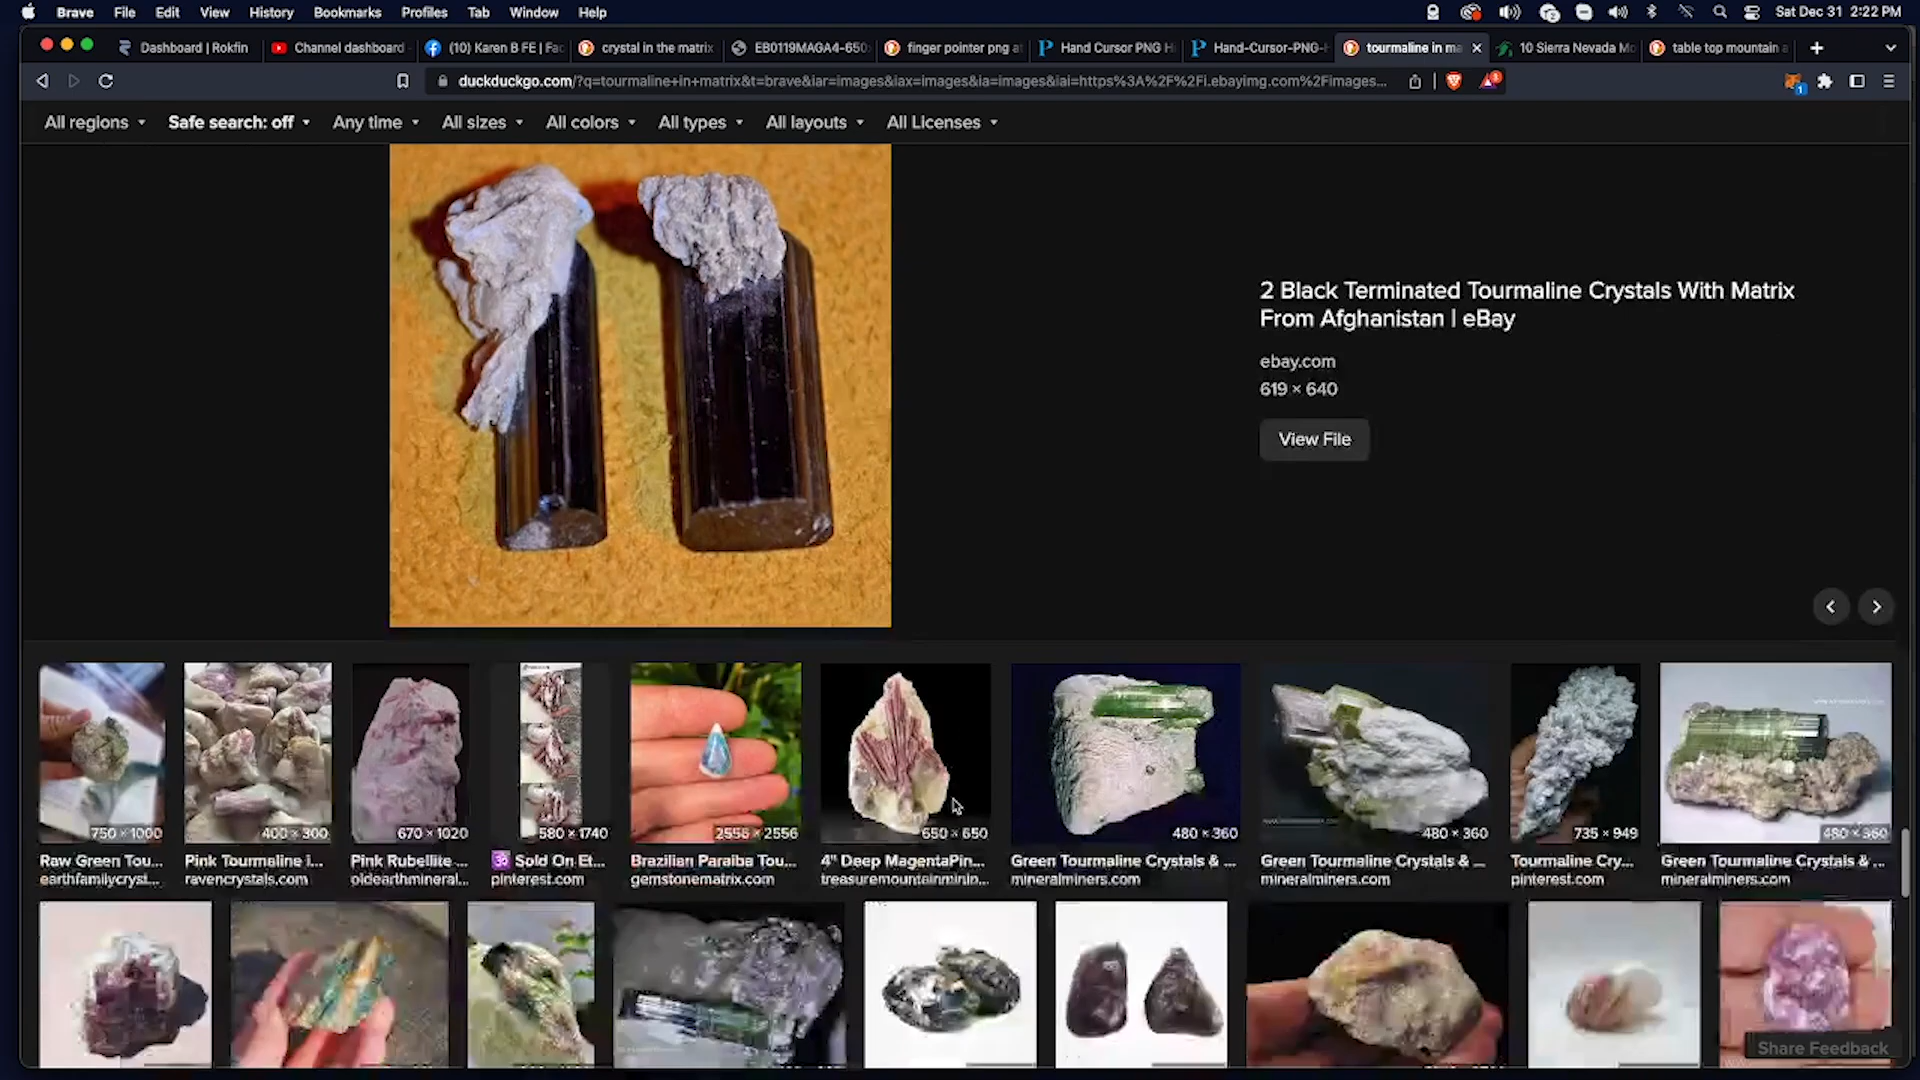 Brave File Edit View History Bookmarks Profiles Tab Window Help Sat Dec 31 2:22 PM
Dashboard | Rokfin Channel dashboard - (10) Karen B FE | Fac crystal in the matrix EB0119MAGA4-650 finger pointer png at Hand Cursor PNG H Hand-Cursor-PNG-H tourmaline in ma 10 Sierra Nevada Mo table top mountain a
duckduckgo.com/?q=tourmaline+in+matrix&t=brave&iar=images&iax=images&ia=images&iai=https%3A%2F%2Fi.ebayimg.com%2Fimages...
All regions Safe search: off Any time All sizes All colors All types All layouts All Licenses
2 Black Terminated Tourmaline Crystals With Matrix
From Afghanistan | eBay
ebay.com
619 × 640
View File
750 × 1000 400 × 300 670 × 1020 580 × 1740 2556 × 2556 650 × 650 480 × 360 480 × 360 735 × 949 480 × 360
Raw Green Tou... Pink Tourmaline i... Pink Rubellite ... Sold On Et... Brazilian Paraiba Tou... 4" Deep MagentaPin... Green Tourmaline Crystals & ... Green Tourmaline Crystals & ... Tourmaline Cry... Green Tourmaline Crystals & ...
earthfamilycryst... ravencrystals.com oldearthmineral... pinterest.com gemstonematrix.com treasuremountainminin... mineralminers.com mineralminers.com pinterest.com mineralminers.com
Share Feedback